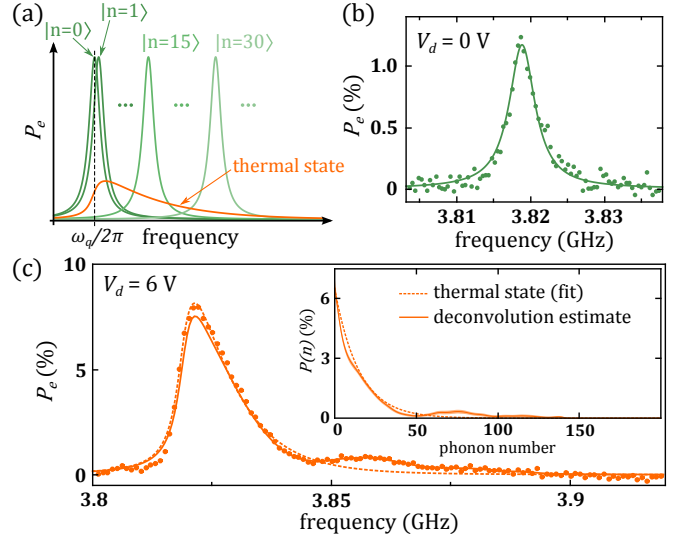 (a)
|n=0⟩
|n=1⟩
|n=15⟩
|n=30⟩
... ... ...
thermal state
P_e
ω_q/2π
frequency
(b)
V_d = 0 V
P_e (%)
1.0
0.5
0
3.81 3.82 3.83
frequency (GHz)
(c)
V_d = 6 V
P_e (%)
10
5
0
3.8 3.85 3.9
frequency (GHz)
thermal state (fit)
deconvolution estimate
P(n) (%)
6
3
0
0 50 100 150
phonon number